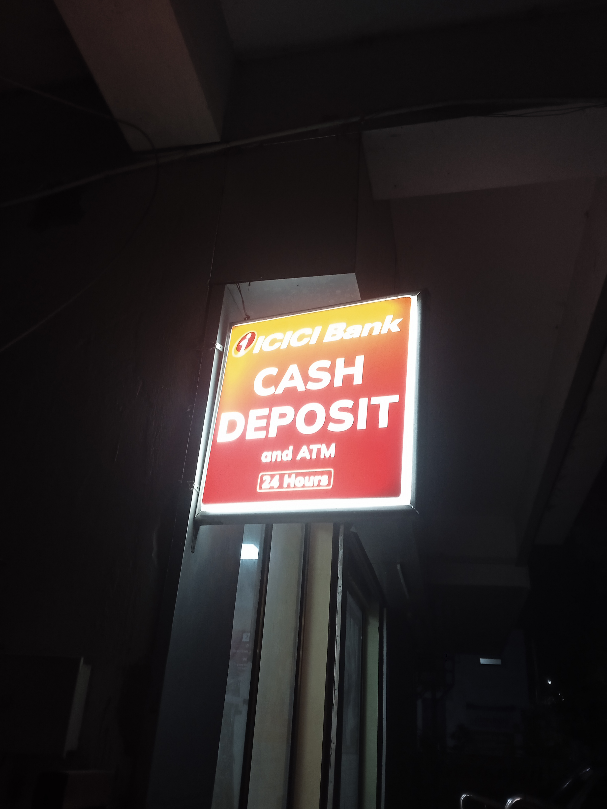 ICICI Bank
CASH
DEPOSIT
and ATM
24 Hours